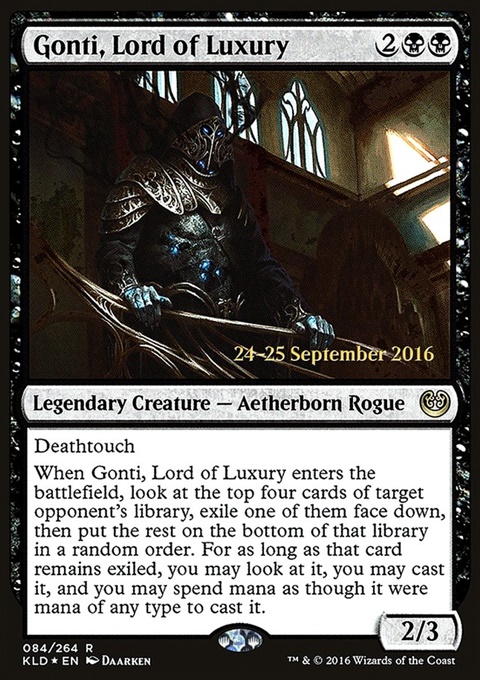 Gonti, Lord of Luxury 2
24–25 September 2016
Legendary Creature — Aetherborn Rogue
Deathtouch
When Gonti, Lord of Luxury enters the
battlefield, look at the top four cards of target
opponent's library, exile one of them face down,
then put the rest on the bottom of that library
in a random order. For as long as that card
remains exiled, you may look at it, you may cast
it, and you may spend mana as though it were
mana of any type to cast it.
2/3
084/264 R
KLD ★ EN Daarken
™ & © 2016 Wizards of the Coast